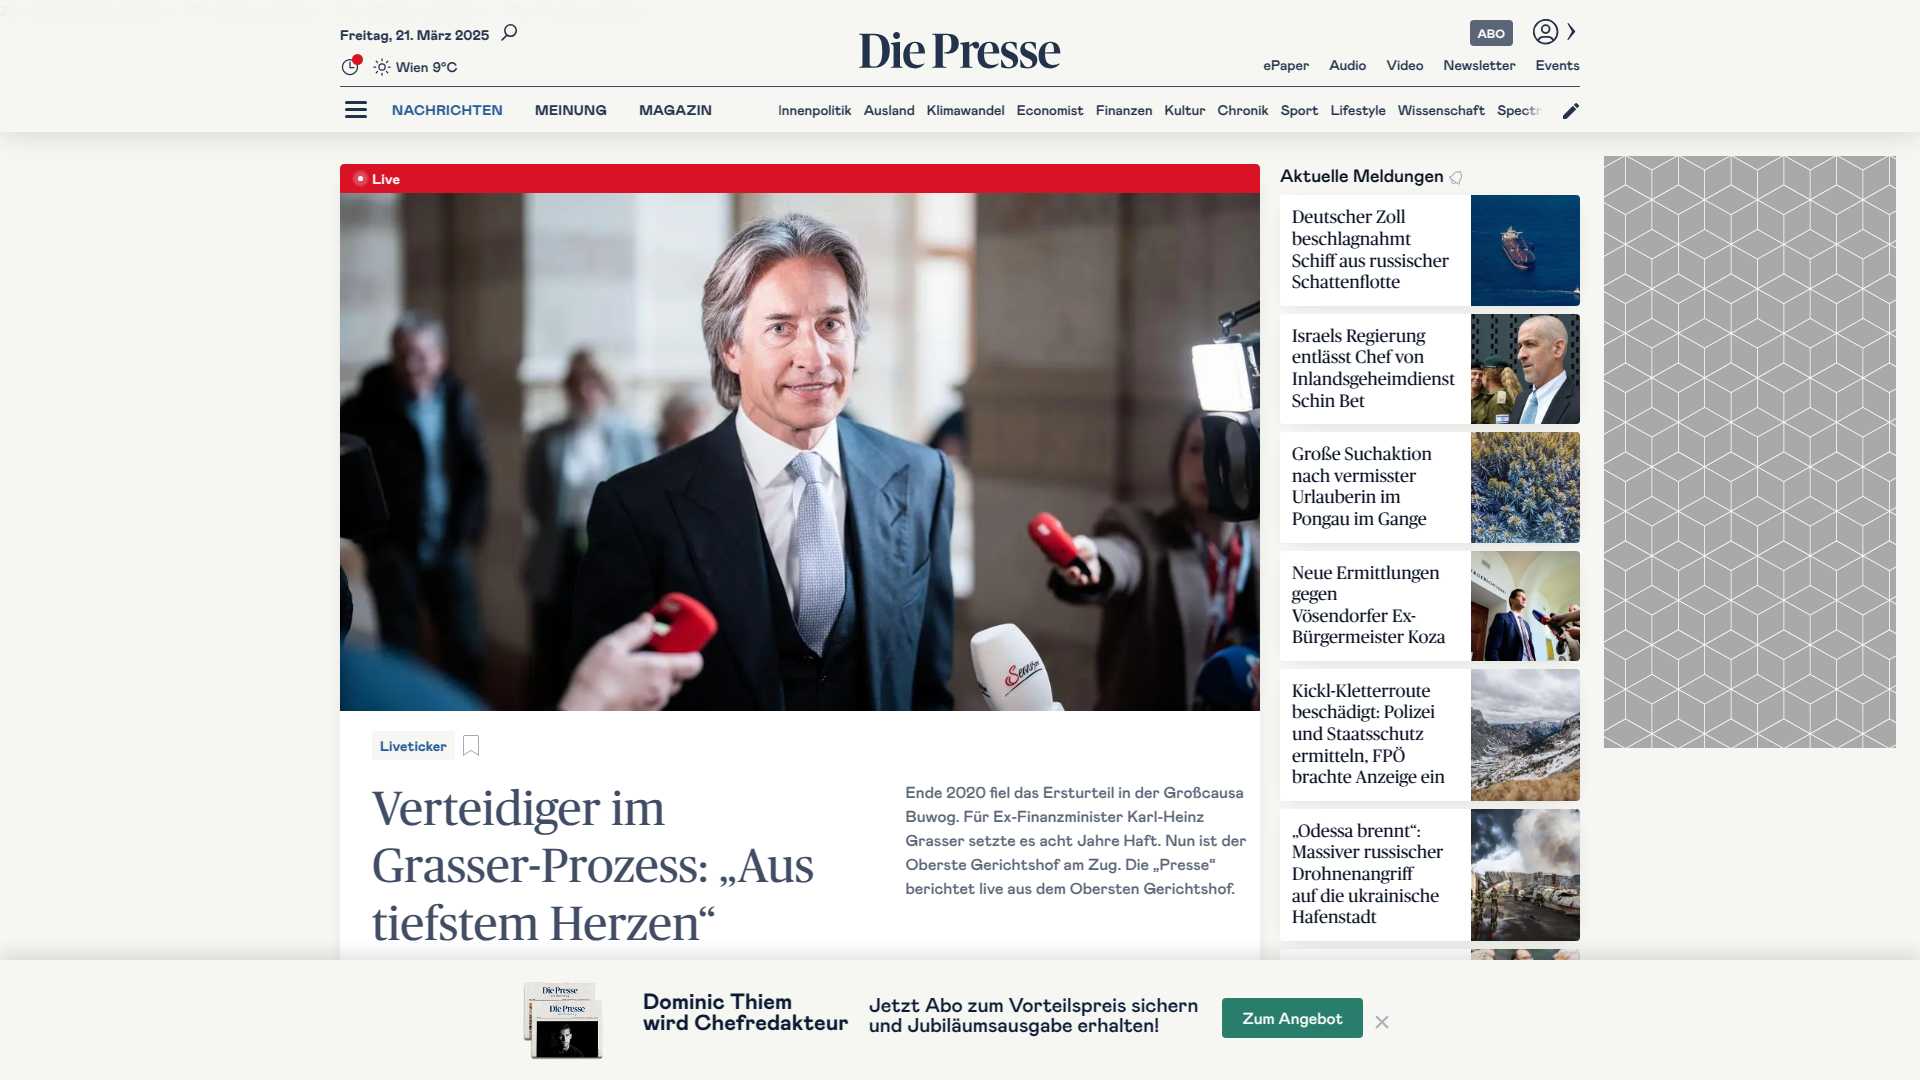 Freitag, 21. März 2025
Wien 9°C
Die Presse
ABO
ePaper Audio Video Newsletter Events
NACHRICHTEN MEINUNG MAGAZIN
Innenpolitik Ausland Klimawandel Economist Finanzen Kultur Chronik Sport Lifestyle Wissenschaft Spectr
Live
Liveticker
Verteidiger im
Grasser-Prozess: „Aus
tiefstem Herzen“
Ende 2020 fiel das Ersturteil in der Großcausa
Buwog. Für Ex-Finanzminister Karl-Heinz
Grasser setzte es acht Jahre Haft. Nun ist der
Oberste Gerichtshof am Zug. Die „Presse“
berichtet live aus dem Obersten Gerichtshof.
Aktuelle Meldungen
Deutscher Zoll
beschlagnahmt
Schiff aus russischer
Schattenflotte
Israels Regierung
entlässt Chef von
Inlandsgeheimdienst
Schin Bet
Große Suchaktion
nach vermisster
Urlauberin im
Pongau im Gange
Neue Ermittlungen
gegen
Vösendorfer Ex-
Bürgermeister Koza
Kickl-Kletterroute
beschädigt: Polizei
und Staatsschutz
ermitteln, FPÖ
brachte Anzeige ein
„Odessa brennt“:
Massiver russischer
Drohnenangriff
auf die ukrainische
Hafenstadt
Die Presse
Die Presse
Dominic Thiem
wird Chefredakteur
Jetzt Abo zum Vorteilspreis sichern
und Jubiläumsausgabe erhalten!
Zum Angebot